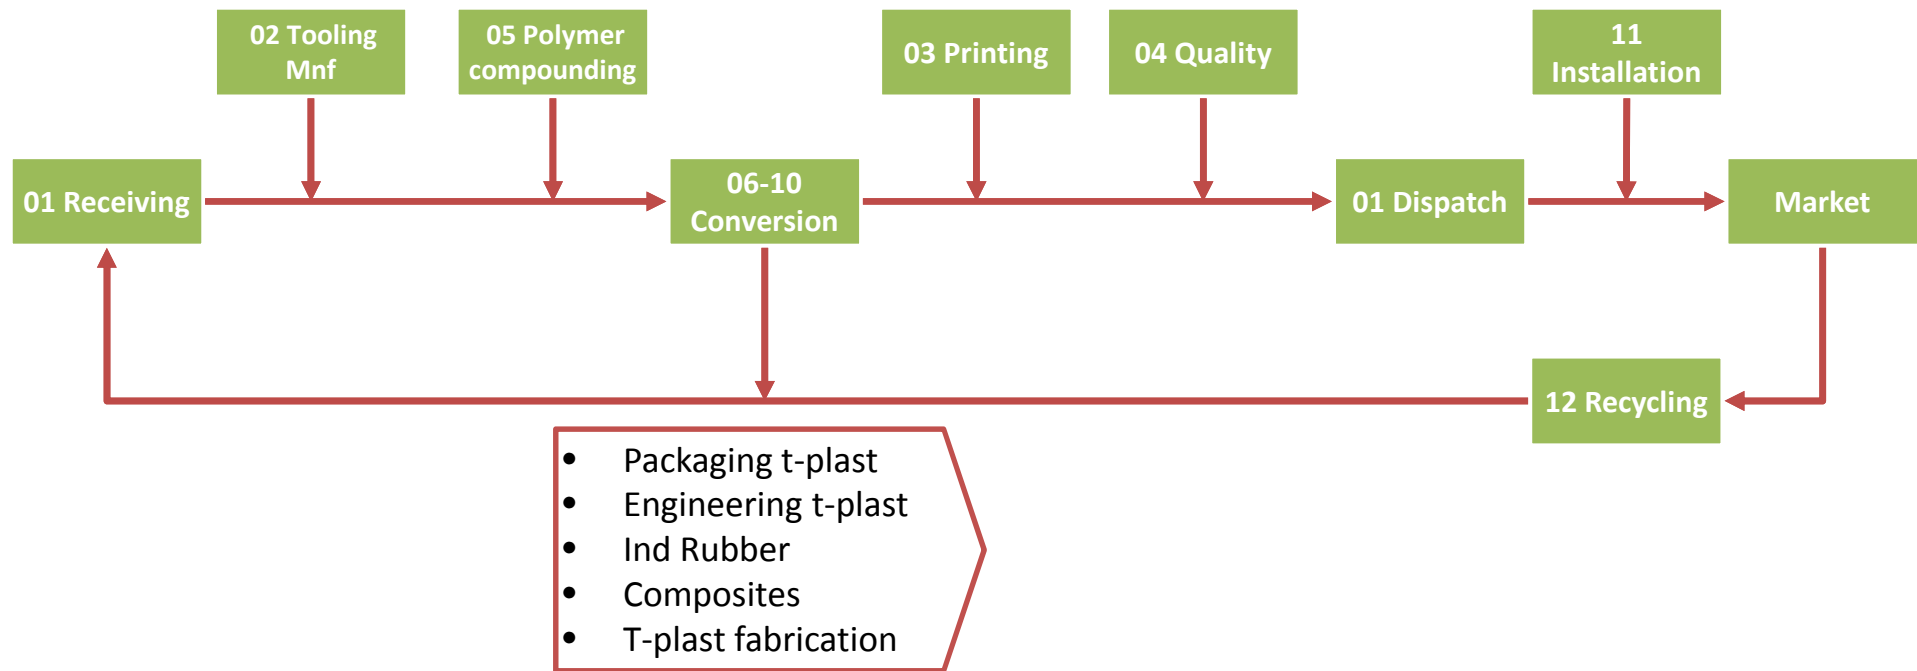 02 Tooling
Mnf
05 Polymer
compounding
03 Printing
04 Quality
11
Installation
01 Receiving
06-10
Conversion
01 Dispatch
Market
12 Recycling
• Packaging t-plast
• Engineering t-plast
• Ind Rubber
• Composites
• T-plast fabrication